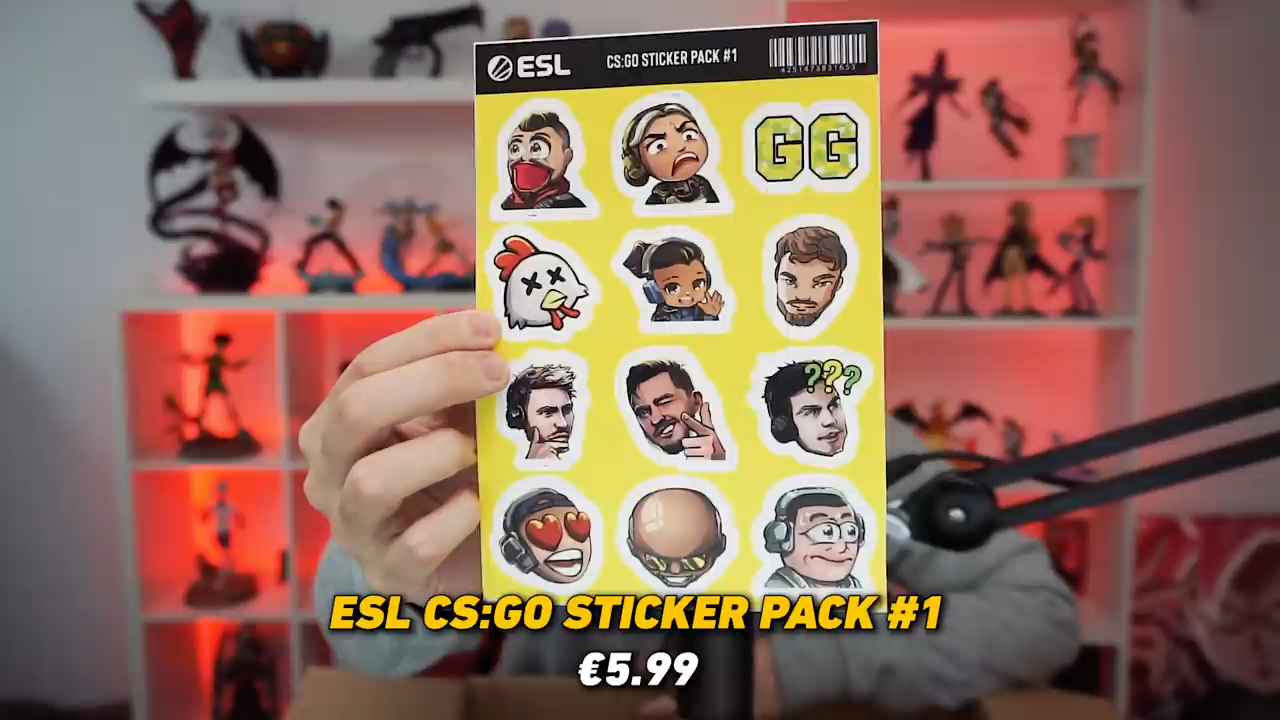 ESL
CS:GO STICKER PACK #1
GG
???
ESL CS:GO STICKER PACK #1
€5.99